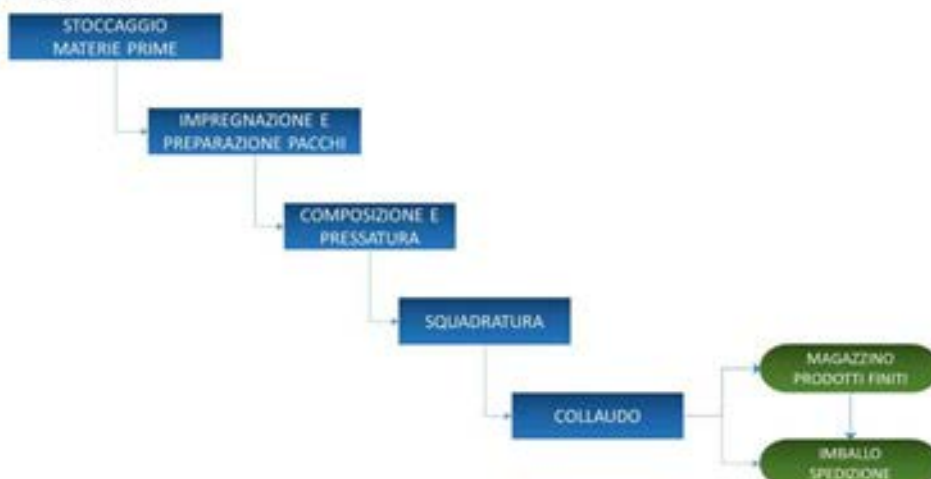 STOCCAGGIO
MATERIE PRIME
IMPREGNAZIONE E
PREPARAZIONE PACCHI
COMPOSIZIONE E
PRESSATURA
SQUADRATURA
COLLAUDO
MAGAZZINO
PRODOTTI FINITI
IMBALLO
SPEDIZIONE